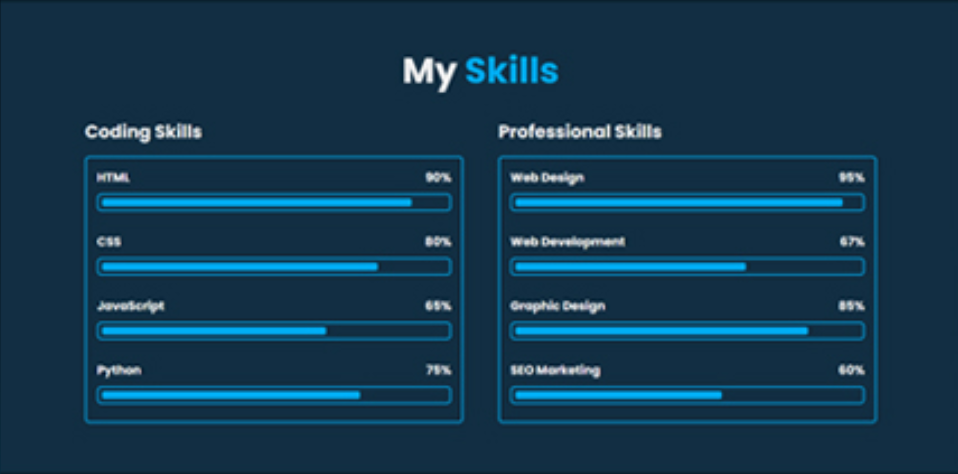 My Skills
Coding Skills
HTML 90%
CSS 80%
JavaScript 65%
Python 75%
Professional Skills
Web Design 95%
Web Development 67%
Graphic Design 85%
SEO Marketing 60%